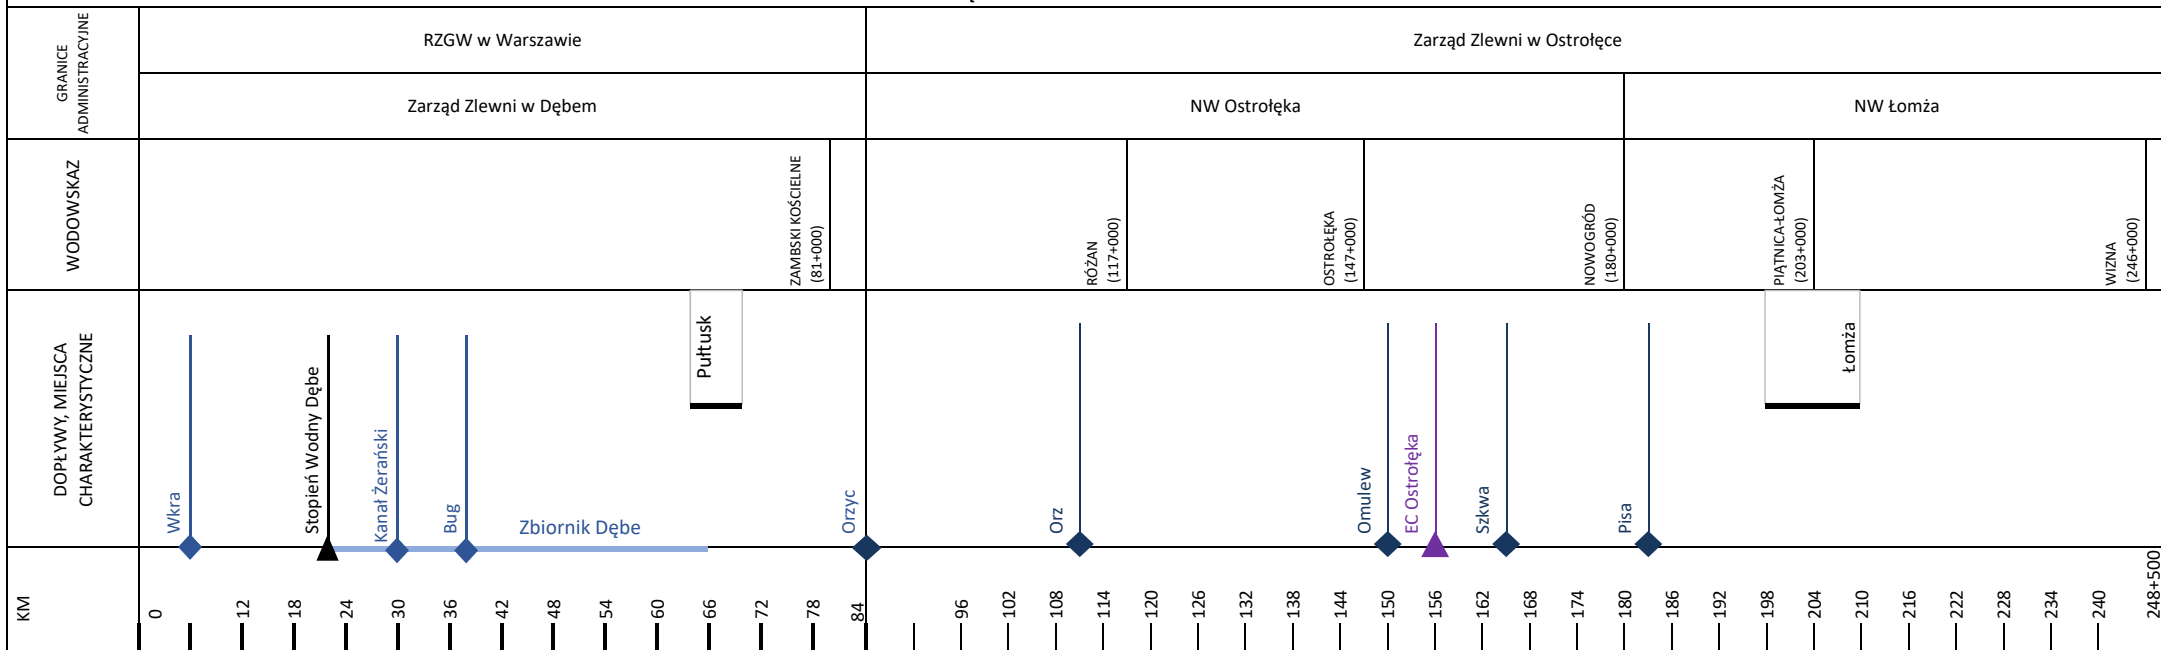 GRANICE
ADMINISTRACYJNE
RZGW w Warszawie
Zarząd Zlewni w Ostrołęce
Zarząd Zlewni w Dębem
NW Ostrołęka
NW Łomża
WODOWSKAZ
ZAMBSKI KOŚCIELNE
(81+000)
RÓŻAN
(117+000)
OSTROŁĘKA
(147+000)
NOWOGRÓD
(180+000)
PIĄTNICA-ŁOMŻA
(203+000)
WIZNA
(246+000)
DOPŁYWY, MIEJSCA
CHARAKTERYSTYCZNE
Wkra
Stopień Wodny Dębe
Kanał Żerański
Bug
Zbiornik Dębe
Pułtusk
Orzyc
Orz
Omulew
EC Ostrołęka
Szkwa
Pisa
Łomża
KM
0
12
18
24
30
36
42
48
54
60
66
72
78
84
96
102
108
114
120
126
132
138
144
150
156
162
168
174
180
186
192
198
204
210
216
222
228
234
240
248+500